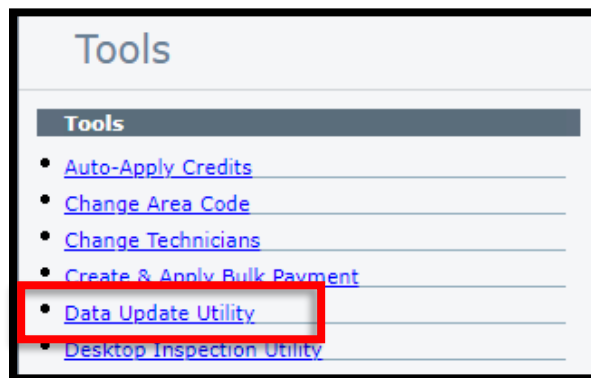 Tools
Tools
Auto-Apply Credits
Change Area Code
Change Technicians
Create & Apply Bulk Payment
Data Update Utility
Desktop Inspection Utility